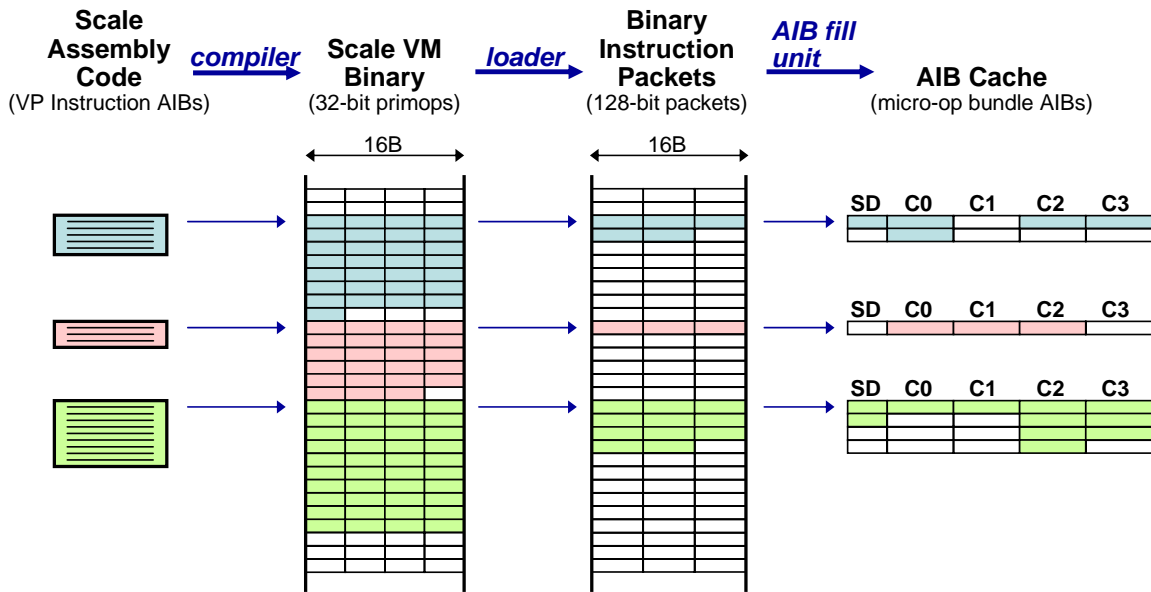 Scale
Assembly
Code
(VP Instruction AIBs)
compiler
Scale VM
Binary
(32-bit primops)
loader
Binary
Instruction
Packets
(128-bit packets)
AIB fill
unit
AIB Cache
(micro-op bundle AIBs)
16B
16B
SD C0 C1 C2 C3
SD C0 C1 C2 C3
SD C0 C1 C2 C3